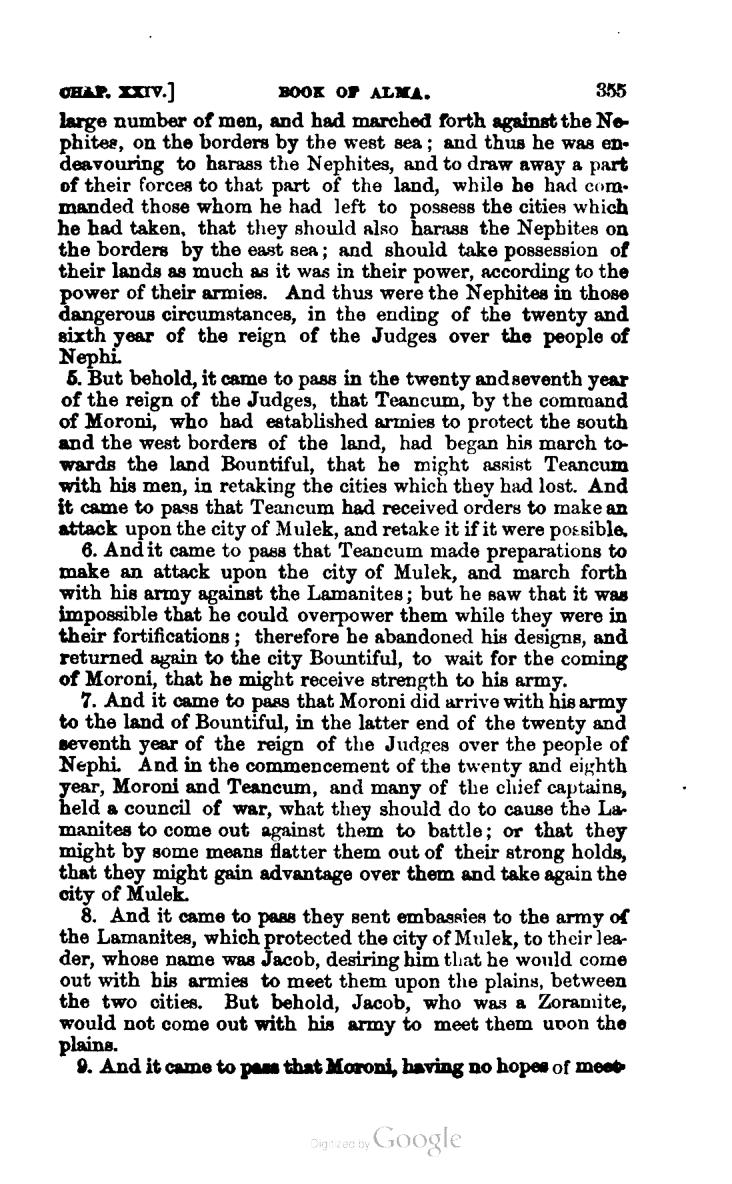 CHAP. XXIV.] BOOK OF ALMA. 355
large number of men, and had marched forth against the Ne-
phites, on the borders by the west sea; and thus he was en-
deavouring to harass the Nephites, and to draw away a part
of their forces to that part of the land, while he had com-
manded those whom he had left to possess the cities which
he had taken, that they should also harass the Nephites on
the borders by the east sea; and should take possession of
their lands as much as it was in their power, according to the
power of their armies. And thus were the Nephites in those
dangerous circumstances, in the ending of the twenty and
sixth year of the reign of the Judges over the people of
Nephi.
5. But behold, it came to pass in the twenty and seventh year
of the reign of the Judges, that Teancum, by the command
of Moroni, who had established armies to protect the south
and the west borders of the land, had began his march to-
wards the land Bountiful, that he might assist Teancum
with his men, in retaking the cities which they had lost. And
it came to pass that Teancum had received orders to make an
attack upon the city of Mulek, and retake it if it were possible.
6. And it came to pass that Teancum made preparations to
make an attack upon the city of Mulek, and march forth
with his army against the Lamanites; but he saw that it was
impossible that he could overpower them while they were in
their fortifications; therefore he abandoned his designs, and
returned again to the city Bountiful, to wait for the coming
of Moroni, that he might receive strength to his army.
7. And it came to pass that Moroni did arrive with his army
to the land of Bountiful, in the latter end of the twenty and
seventh year of the reign of the Judges over the people of
Nephi. And in the commencement of the twenty and eighth
year, Moroni and Teancum, and many of the chief captains,
held a council of war, what they should do to cause the La-
manites to come out against them to battle; or that they
might by some means flatter them out of their strong holds,
that they might gain advantage over them and take again the
city of Mulek.
8. And it came to pass they sent embassies to the army of
the Lamanites, which protected the city of Mulek, to their lea-
der, whose name was Jacob, desiring him that he would come
out with his armies to meet them upon the plains, between
the two cities. But behold, Jacob, who was a Zoramite,
would not come out with his army to meet them upon the
plains.
9. And it came to pass that Moroni, having no hopes of meet-
Digitized by Google